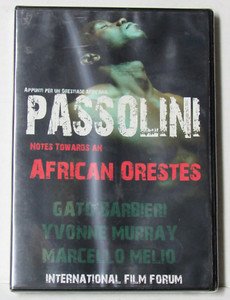 APPUNTI PER UN ORESTIADE AFRICANA
PASSOLINI
NOTES TOWARDS AN
AFRICAN ORESTES
GATO BARBIERI
YVONNE MURRAY
MARCELLO MELIO
INTERNATIONAL FILM FORUM